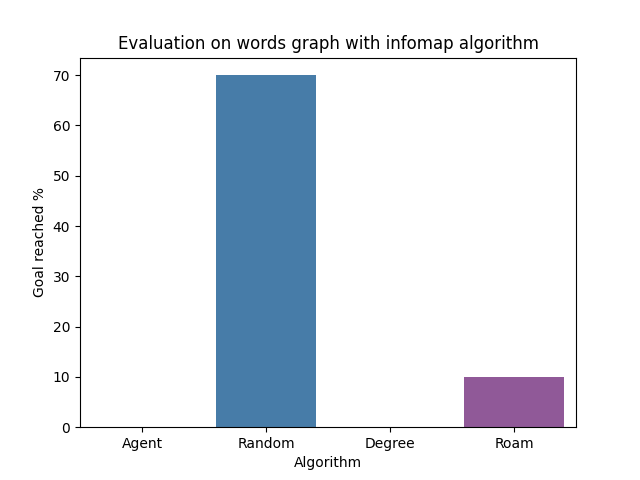 Evaluation on words graph with infomap algorithm
Goal reached %
70
60
50
40
30
20
10
0
Agent Random Degree Roam
Algorithm